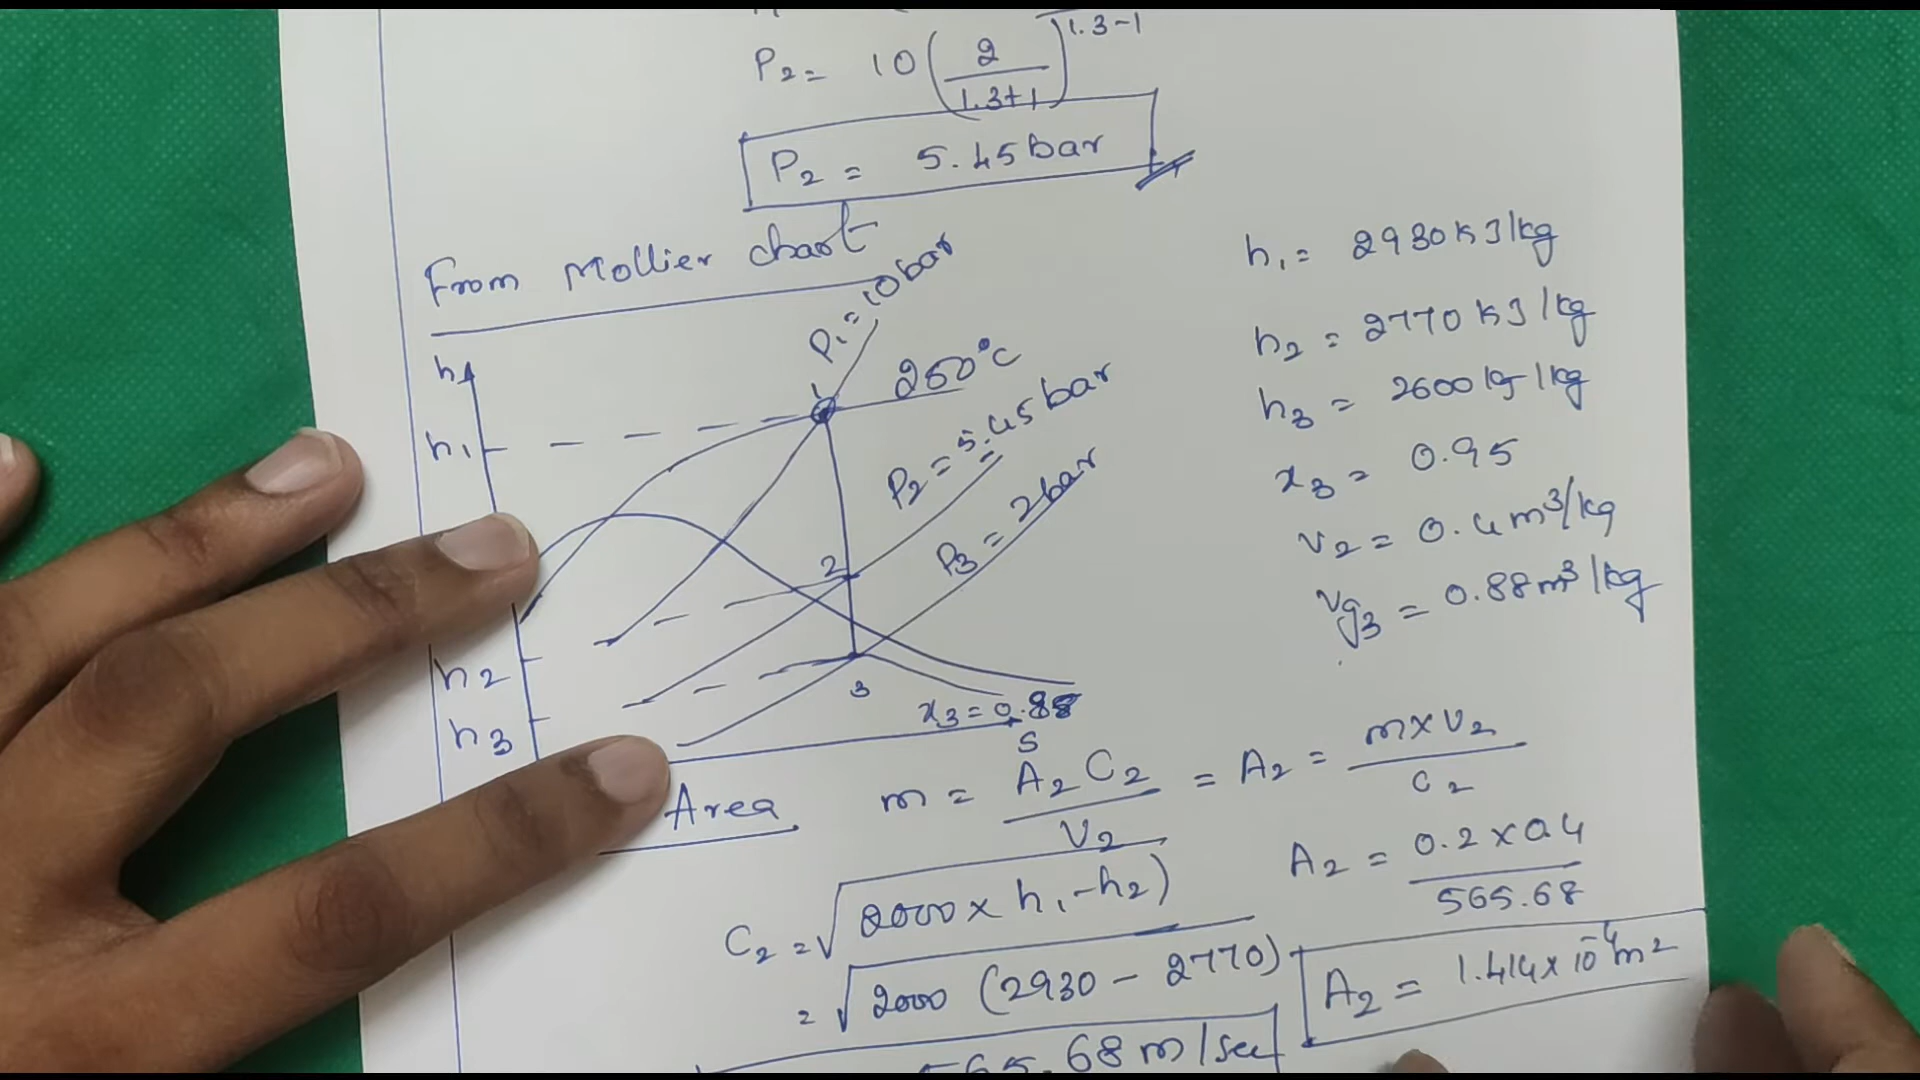 P₂ = 10 (2/1.3+1)^1.3-1
P₂ = 5.45 bar
From Mollier chart
h₁ = 2930 kJ/kg
h₂ = 2770 kJ/kg
h₃ = 2600 kJ/kg
x₃ = 0.95
v₂ = 0.4 m³/kg
vg₃ = 0.88 m³/kg
h
P₁ = 10 bar
1
250°C
h₁
P₂ = 5.45 bar
P₃ = 2 bar
2
h₂
3
h₃
x₃ =
S
Area
m = A₂C₂/V₂ = A₂ = m×V₂/C₂
C₂ = √2000 × h₁-h₂)
A₂ = 0.2 × 0.4/565.68
= √2000 (2930 - 2770)
A₂ = 1.414 × 10⁻⁴ m²
565.68 m/sec